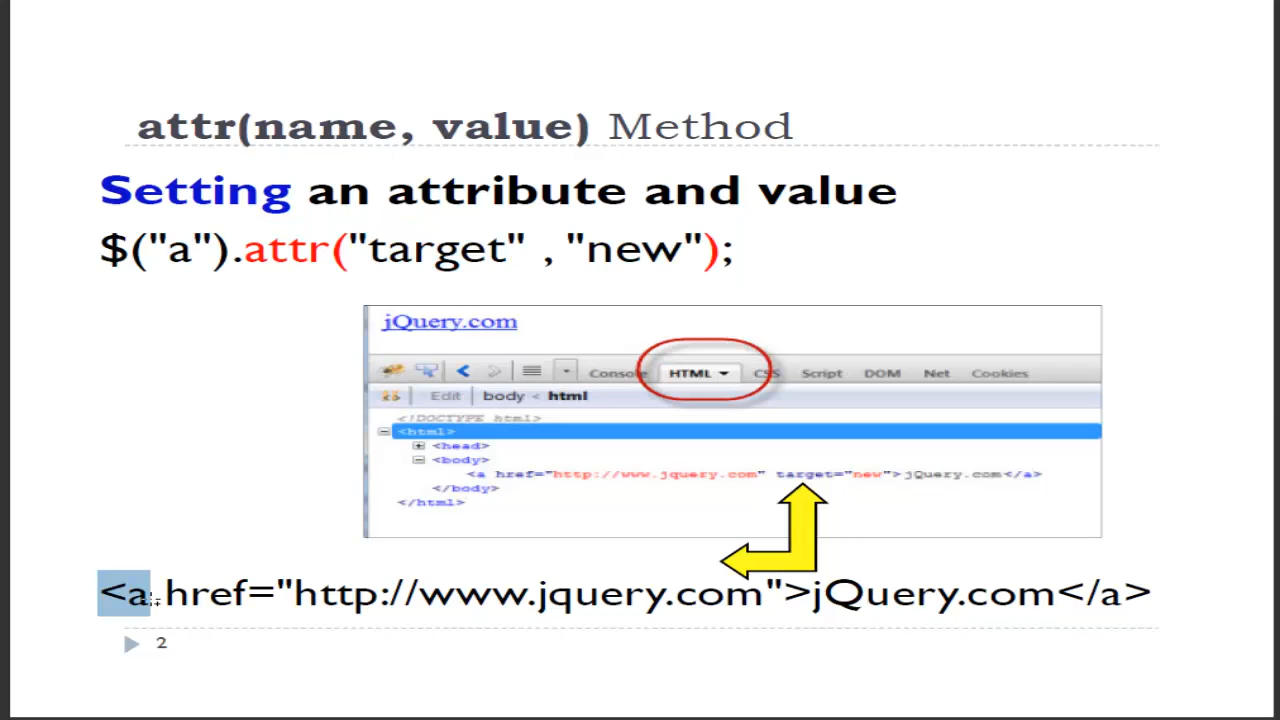 attr(name, value) Method
Setting an attribute and value
$("a").attr("target" , "new");
jQuery.com
Console HTML CSS Script DOM Net Cookies
Edit body < html
<!DOCTYPE html>
<html>
<head>
<body>
<a href="http://www.jquery.com" target="new">jQuery.com</a>
</body>
</html>
<a href="http://www.jquery.com">jQuery.com</a>
2